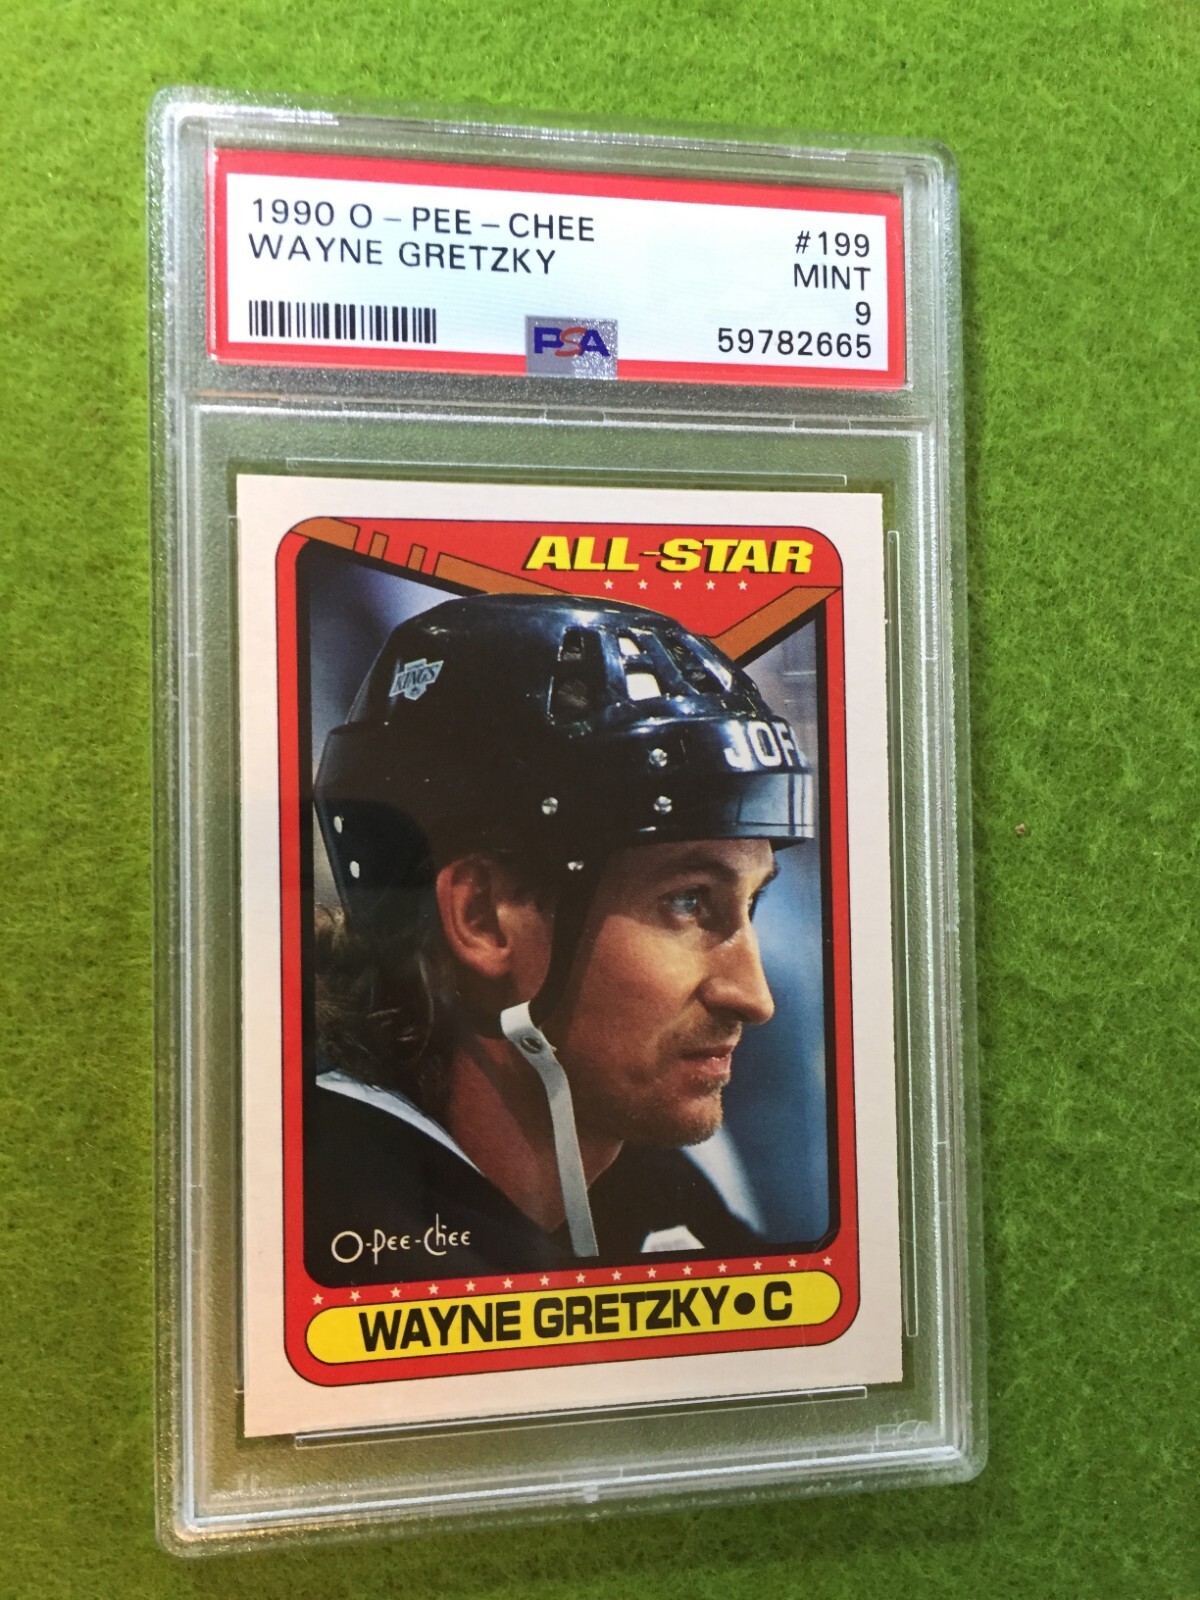 1990 O-PEE-CHEE
WAYNE GRETZKY
#199
MINT
9
59782665
PSA
ALL-STAR
KINGS
JOF
O-Pee-Chee
WAYNE GRETZKY•C